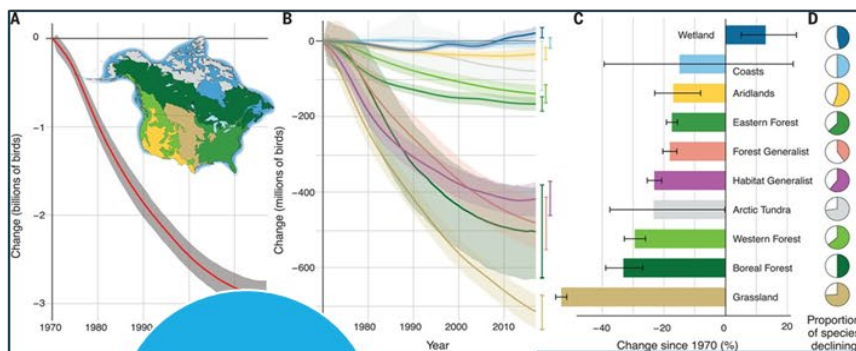 A
0
−1
−2
−3
Change (billions of birds)
1970
1980
1990
B
0
−200
−400
−600
Change (millions of birds)
1980
1990
2000
2010
Year
C
Wetland
Coasts
Aridlands
Eastern Forest
Forest Generalist
Habitat Generalist
Arctic Tundra
Western Forest
Boreal Forest
Grassland
−40
−20
0
20
Change since 1970 (%)
D
Proportion
of species
declining